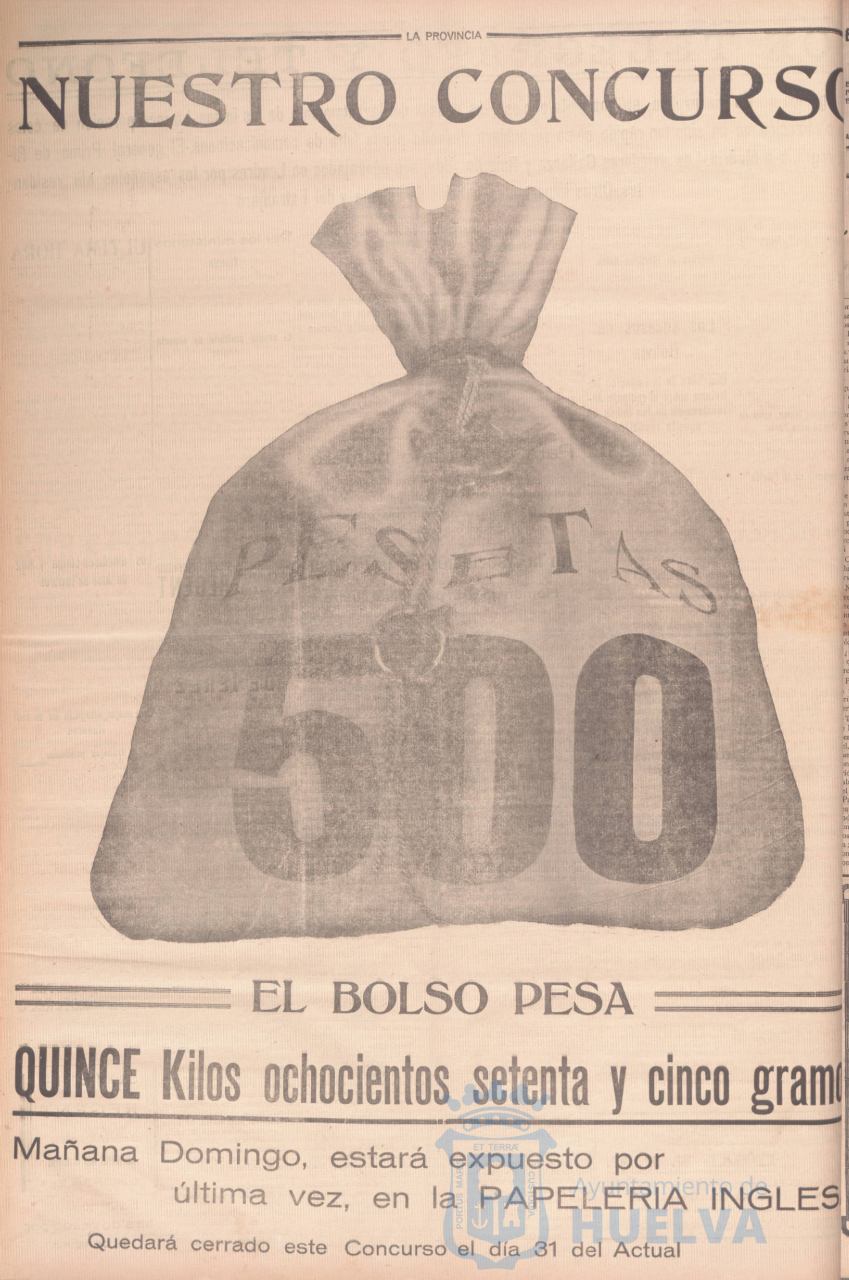 LA PROVINCIA
NUESTRO CONCURSO
PESETAS
500
EL BOLSO PESA
QUINCE Kilos ochocientos setenta y cinco gramo
Mañana Domingo, estará expuesto por
última vez, en la PAPELERIA INGLES
Quedará cerrado este Concurso el día 31 del Actual
Ayuntamiento de
HUELVA